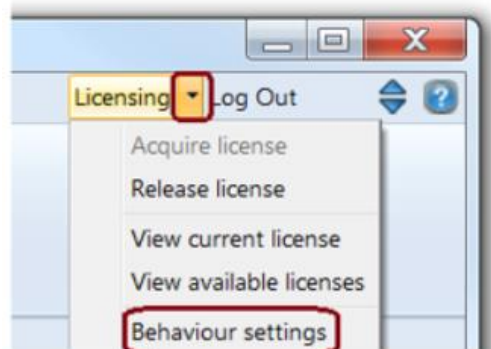 Licensing Log Out
Acquire license
Release license
View current license
View available licenses
Behaviour settings